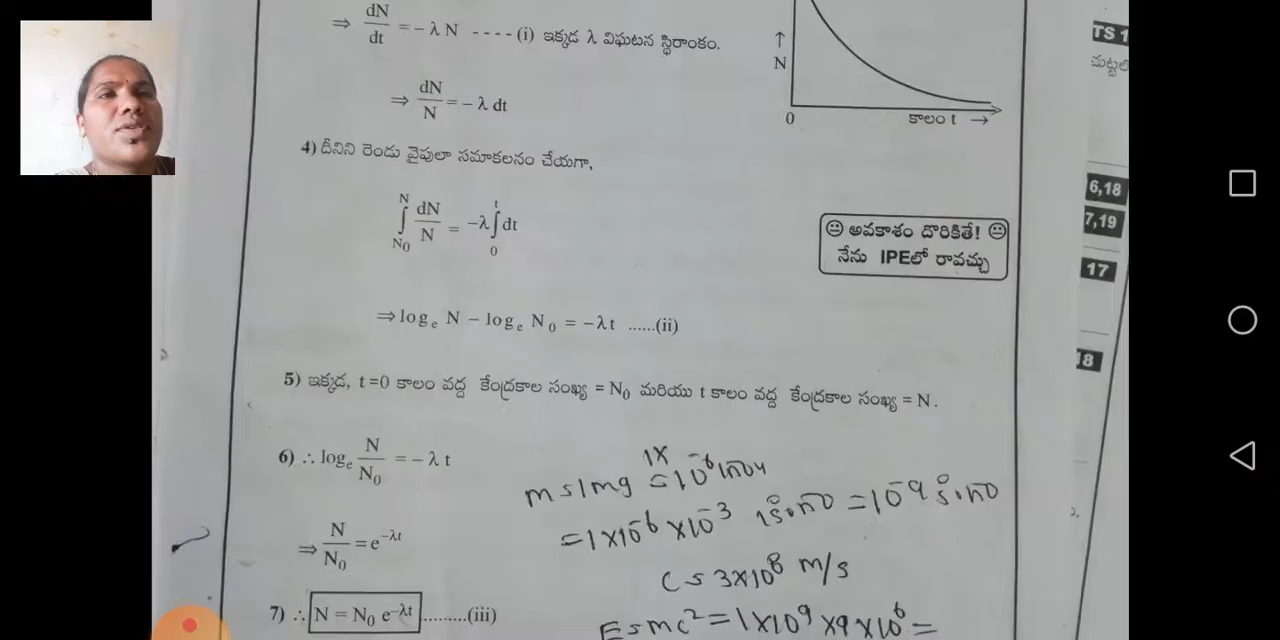 ⇒ dN/dt = − λ N - - - - (i) ఇక్కడ λ విఘటన స్థిరాంకం.
⇒ dN/N = − λ dt
↑
N
0
కాలం t →
4) దీనిని రెండు వైపులా సమాకలనం చేయగా,
∫_{N₀}^{N} dN/N = −λ ∫_{0}^{t} dt
☹ అవకాశం దొరికితే! ☹
నేను IPEలో రావచ్చు
⇒ logₑ N − logₑ N₀ = −λt ......(ii)
5) ఇక్కడ, t=0 కాలం వద్ద కేంద్రకాల సంఖ్య = N₀ మరియు t కాలం వద్ద కేంద్రకాల సంఖ్య = N.
6) ∴ logₑ N/N₀ = − λ t
⇒ N/N₀ = e^{−λt}
7) ∴ N = N₀ e^{−λt} .........(iii)
1x
= 1×10⁻⁶ × 10⁻³
= 10⁻⁹
3×10⁸ m/s
mc² = 1×10⁹ ×9×10⁶ =
TS 1
6,18
7,19
17
18